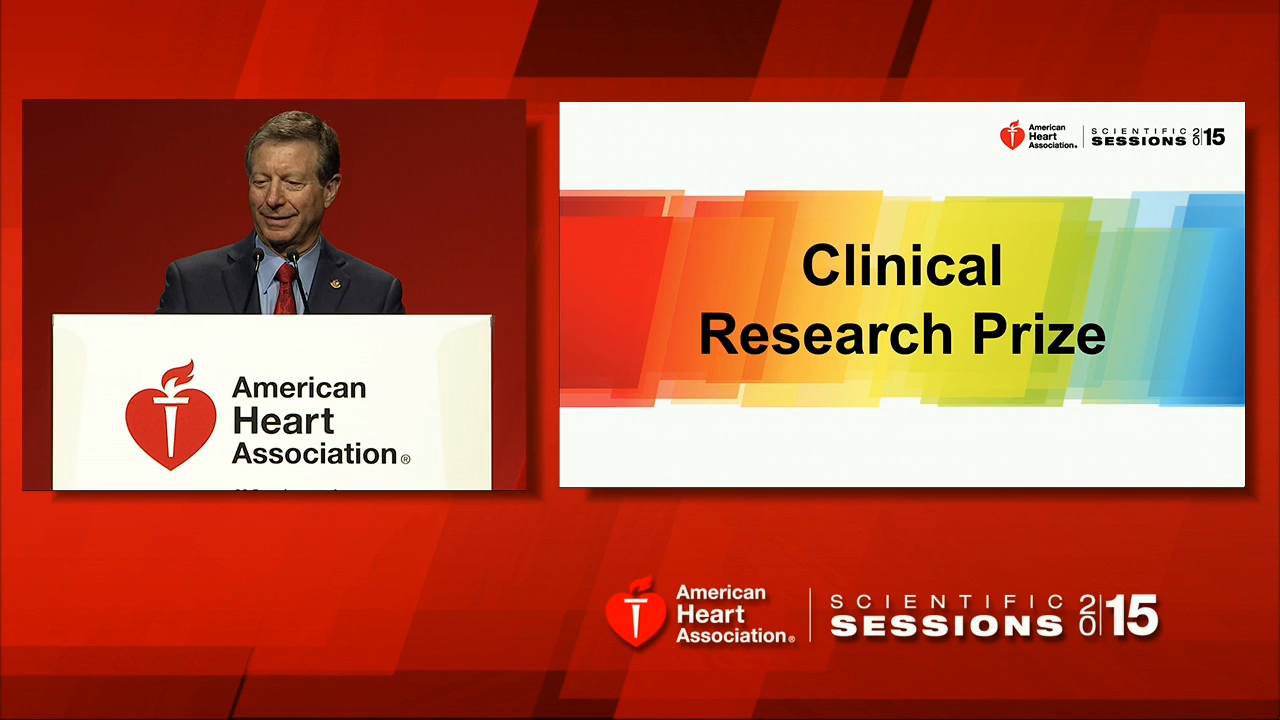 American
Heart
Association®
American
Heart
Association®
SCIENTIFIC
SESSIONS
2015
Clinical
Research Prize
American
Heart
Association®
SCIENTIFIC
SESSIONS
2015